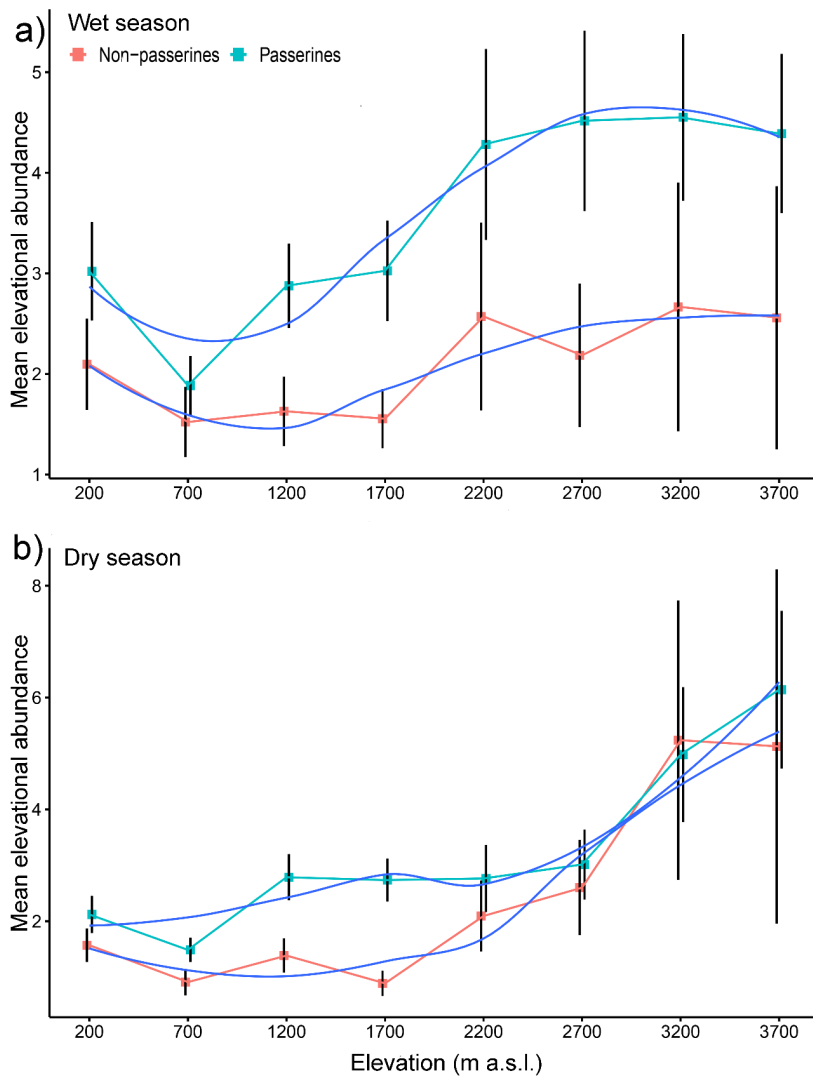 a) Wet season
Non-passerines Passerines
Mean elevational abundance
5
4
3
2
1
200 700 1200 1700 2200 2700 3200 3700
b) Dry season
Mean elevational abundance
8
6
4
2
200 700 1200 1700 2200 2700 3200 3700
Elevation (m a.s.l.)